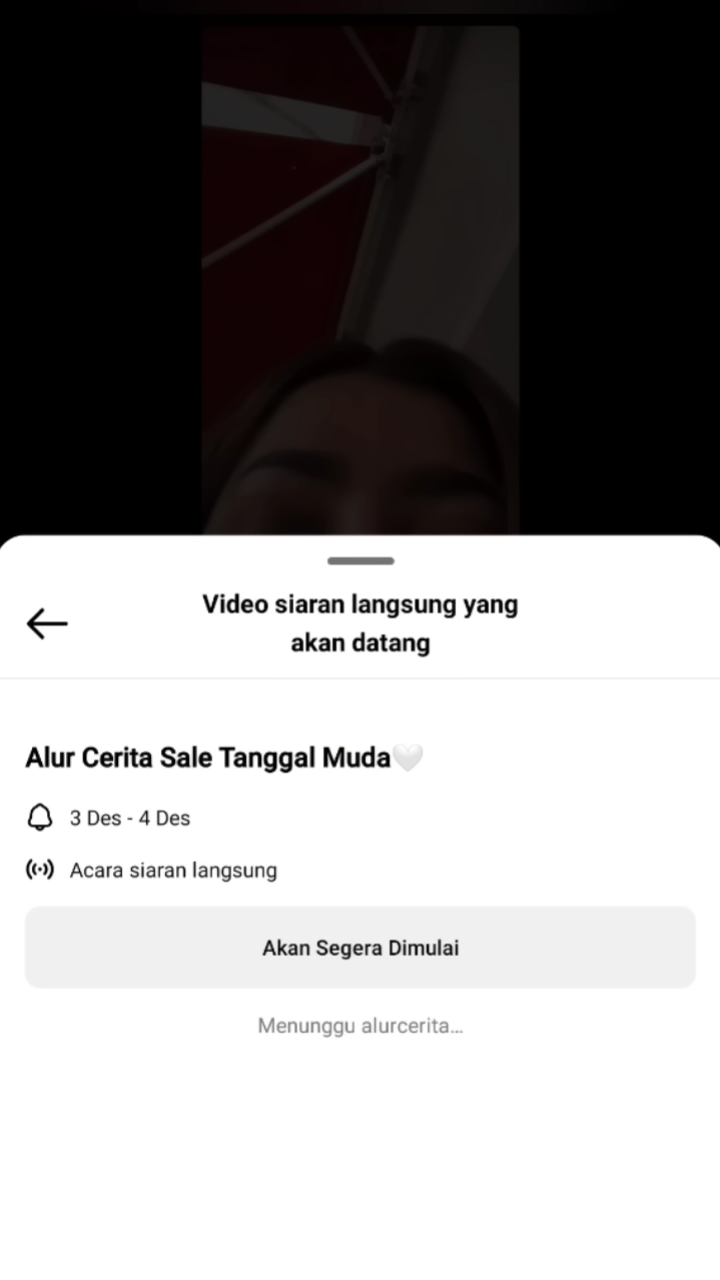 Video siaran langsung yang
akan datang
Alur Cerita Sale Tanggal Muda🤍
3 Des - 4 Des
Acara siaran langsung
Akan Segera Dimulai
Menunggu alurcerita...